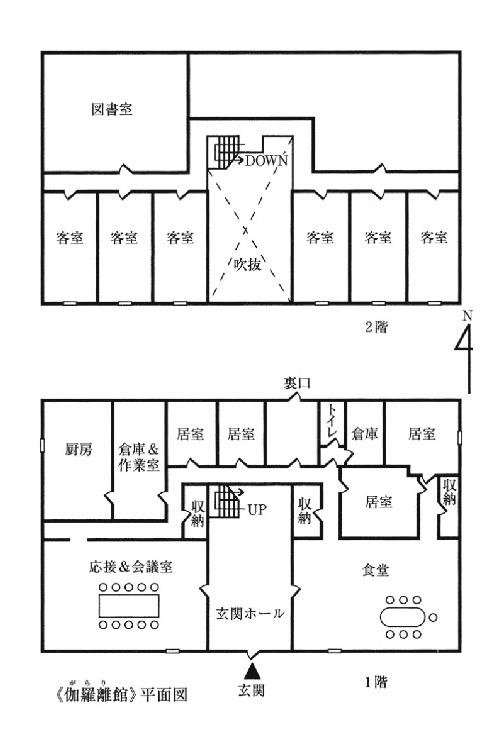 図書室
DOWN
客室
客室
客室
吹抜
客室
客室
客室
2階
N
裏口
厨房
倉庫&
作業室
居室
居室
トイレ
倉庫
居室
収納
UP
収納
居室
収納
応接&会議室
玄関ホール
食堂
玄関
1階
がらり
《伽羅離館》平面図